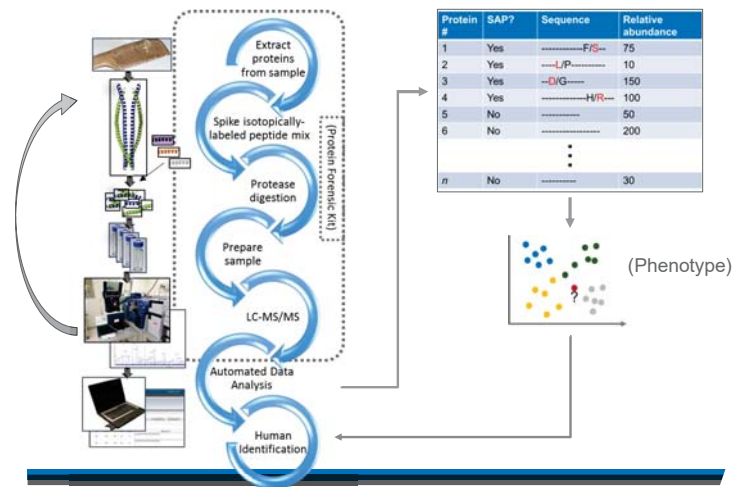 Extract
proteins
from sample
Spike isotopically-
labeled peptide mix
Protease
digestion
Prepare
sample
LC-MS/MS
(Protein Forensic Kit)
Automated Data
Analysis
Human
Identification
Protein # SAP? Sequence Relative abundance
1 Yes ------------F/S-- 75
2 Yes ----L/P---------- 10
3 Yes --D/G----- 150
4 Yes -------------H/R--- 100
5 No ----------- 50
6 No ----------------- 200
n No ---------- 30
?
(Phenotype)